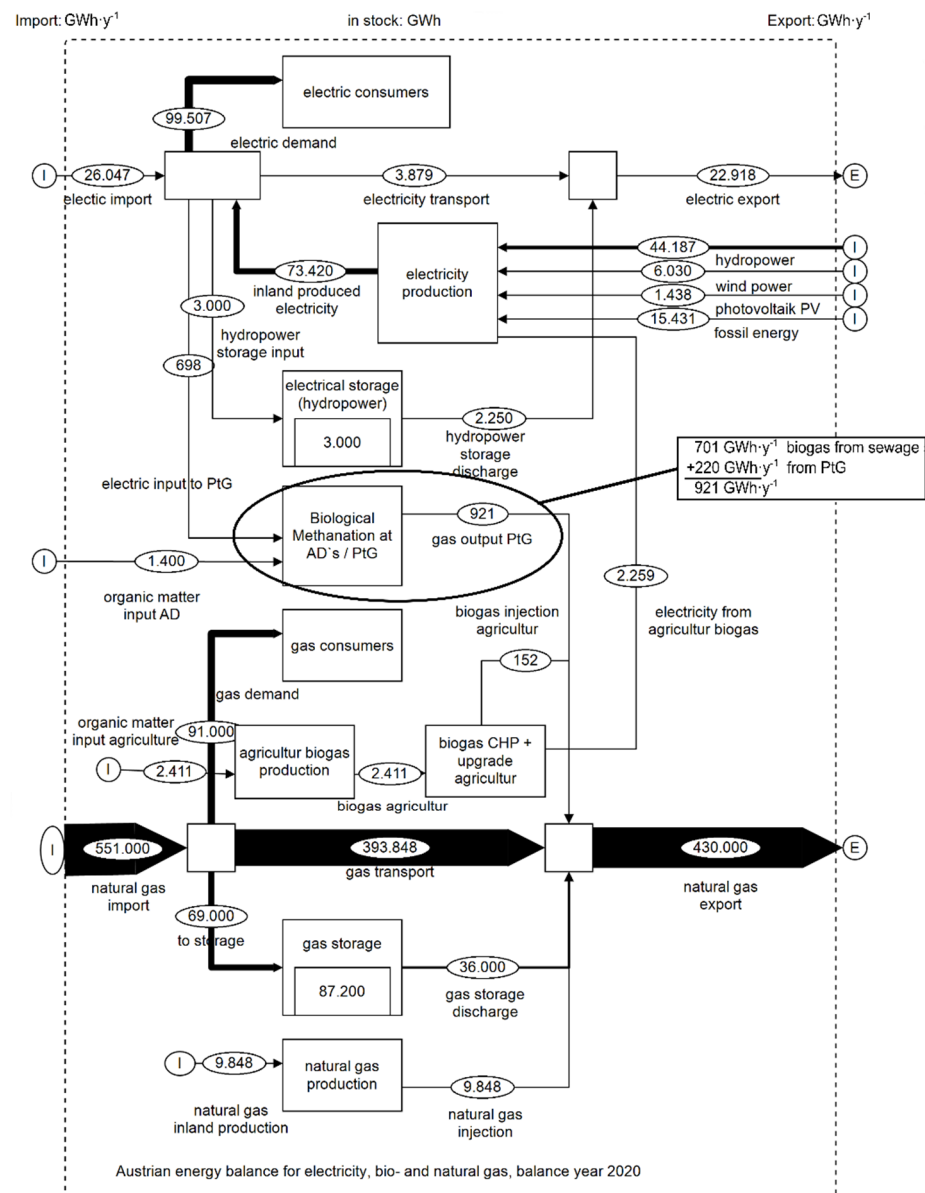 Import: GWh·y⁻¹
in stock: GWh
Export: GWh·y⁻¹
electric consumers
99.507
electric demand
I
26.047
electic import
3.879
electricity transport
22.918
electric export
E
44.187
I
hydropower
6.030
I
wind power
1.438
I
photovoltaik PV
15.431
I
fossil energy
electricity
production
73.420
inland produced
electricity
3.000
hydropower
storage input
698
electrical storage
(hydropower)
3.000
2.250
hydropower
storage
discharge
701 GWh·y⁻¹ biogas from sewage
+220 GWh·y⁻¹ from PtG
921 GWh·y⁻¹
electric input to PtG
Biological
Methanation at
AD`s / PtG
921
gas output PtG
I
1.400
organic matter
input AD
2.259
electricity from
agricultur biogas
biogas injection
agricultur
152
gas consumers
gas demand
organic matter
input agriculture
91.000
I
2.411
agricultur biogas
production
2.411
biogas agricultur
biogas CHP +
upgrade
agricultur
I
551.000
natural gas
import
393.848
gas transport
430.000
natural gas
export
E
69.000
to storage
gas storage
87.200
36.000
gas storage
discharge
I
9.848
natural gas
inland production
natural gas
production
9.848
natural gas
injection
Austrian energy balance for electricity, bio- and natural gas, balance year 2020